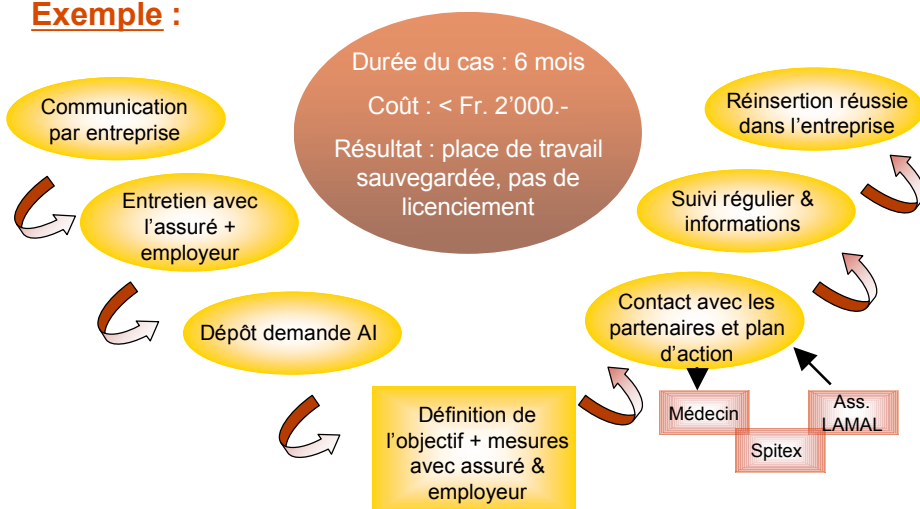 Exemple :
Durée du cas : 6 mois
Coût : < Fr. 2’000.-
Résultat : place de travail
sauvegardée, pas de
licenciement
Communication
par entreprise
Entretien avec
l’assuré +
employeur
Dépôt demande AI
Définition de
l’objectif + mesures
avec assuré &
employeur
Contact avec les
partenaires et plan
d’action
Médecin
Spitex
Ass.
LAMAL
Suivi régulier &
informations
Réinsertion réussie
dans l’entreprise